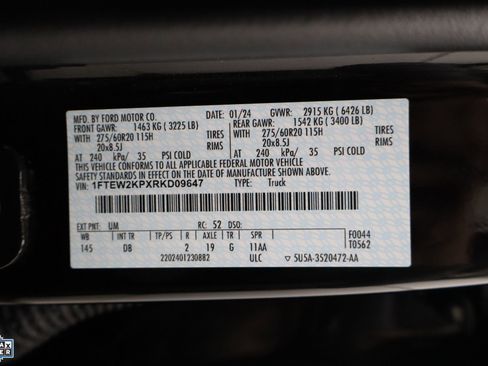 MFD. BY FORD MOTOR CO. DATE: 01/24 GVWR: 2915 KG ( 6426 LB)
FRONT GAWR: 1463 KG ( 3225 LB) REAR GAWR: 1542 KG ( 3400 LB)
275/60R20 115H TIRES 275/60R20 115H TIRES
20x8.5J RIMS 20x8.5J RIMS
AT 240 kPa/ 35 PSI COLD AT 240 kPa/ 35 PSI COLD
THIS VEHICLE CONFORMS TO ALL APPLICABLE FEDERAL MOTOR VEHICLE
SAFETY STANDARDS IN EFFECT ON THE DATE OF MANUFACTURE SHOWN ABOVE.
VIN: 1FTEW2KPXRKD09647 TYPE: Truck
EXT PNT: UM RC: 52 DSO:
WB INT TR TP/PS R AXLE TR SPR F0044
145 DB 2 19 G 11AA T0562
2202401230882 ULC 5U5A-3520472-AA